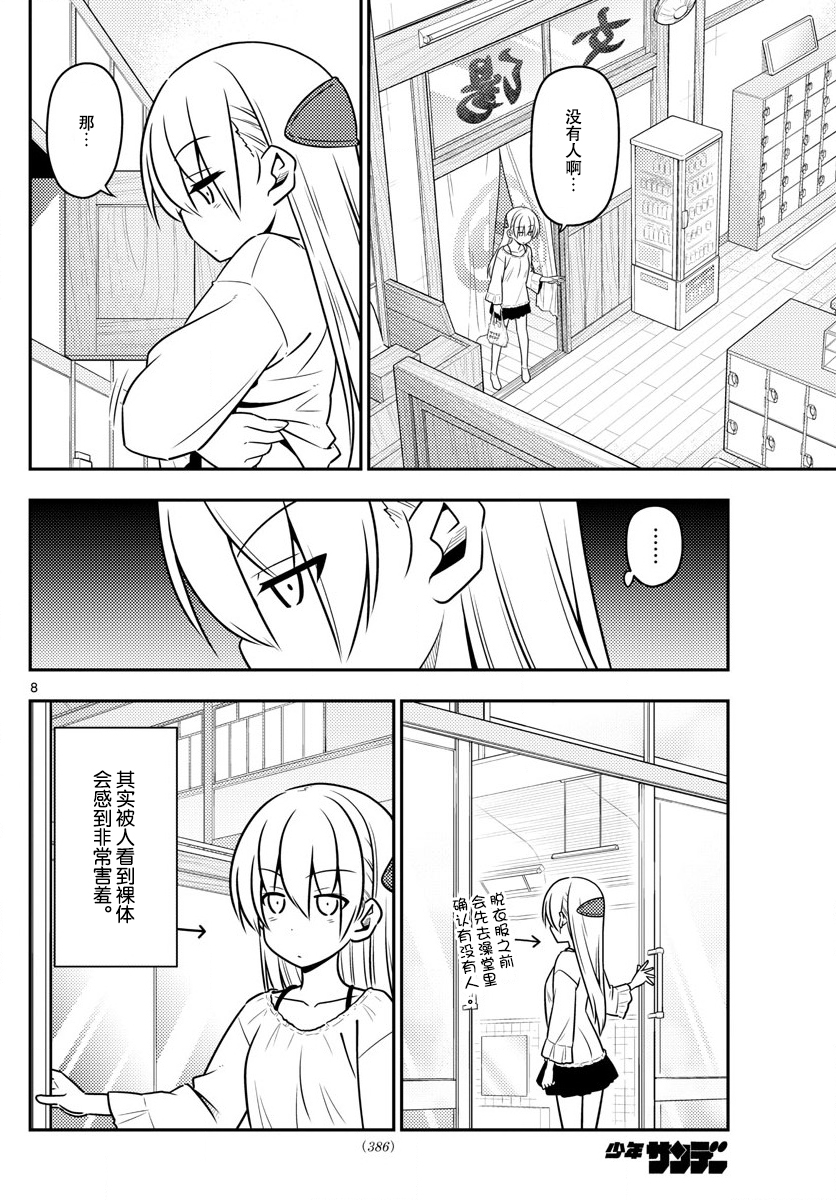 女湯
没有人啊…
那…
……
脱衣服之前
会先去澡堂里
确认有没有人。
其实被人看到裸体
会感到非常害羞。
8
(386)
少年サンデー